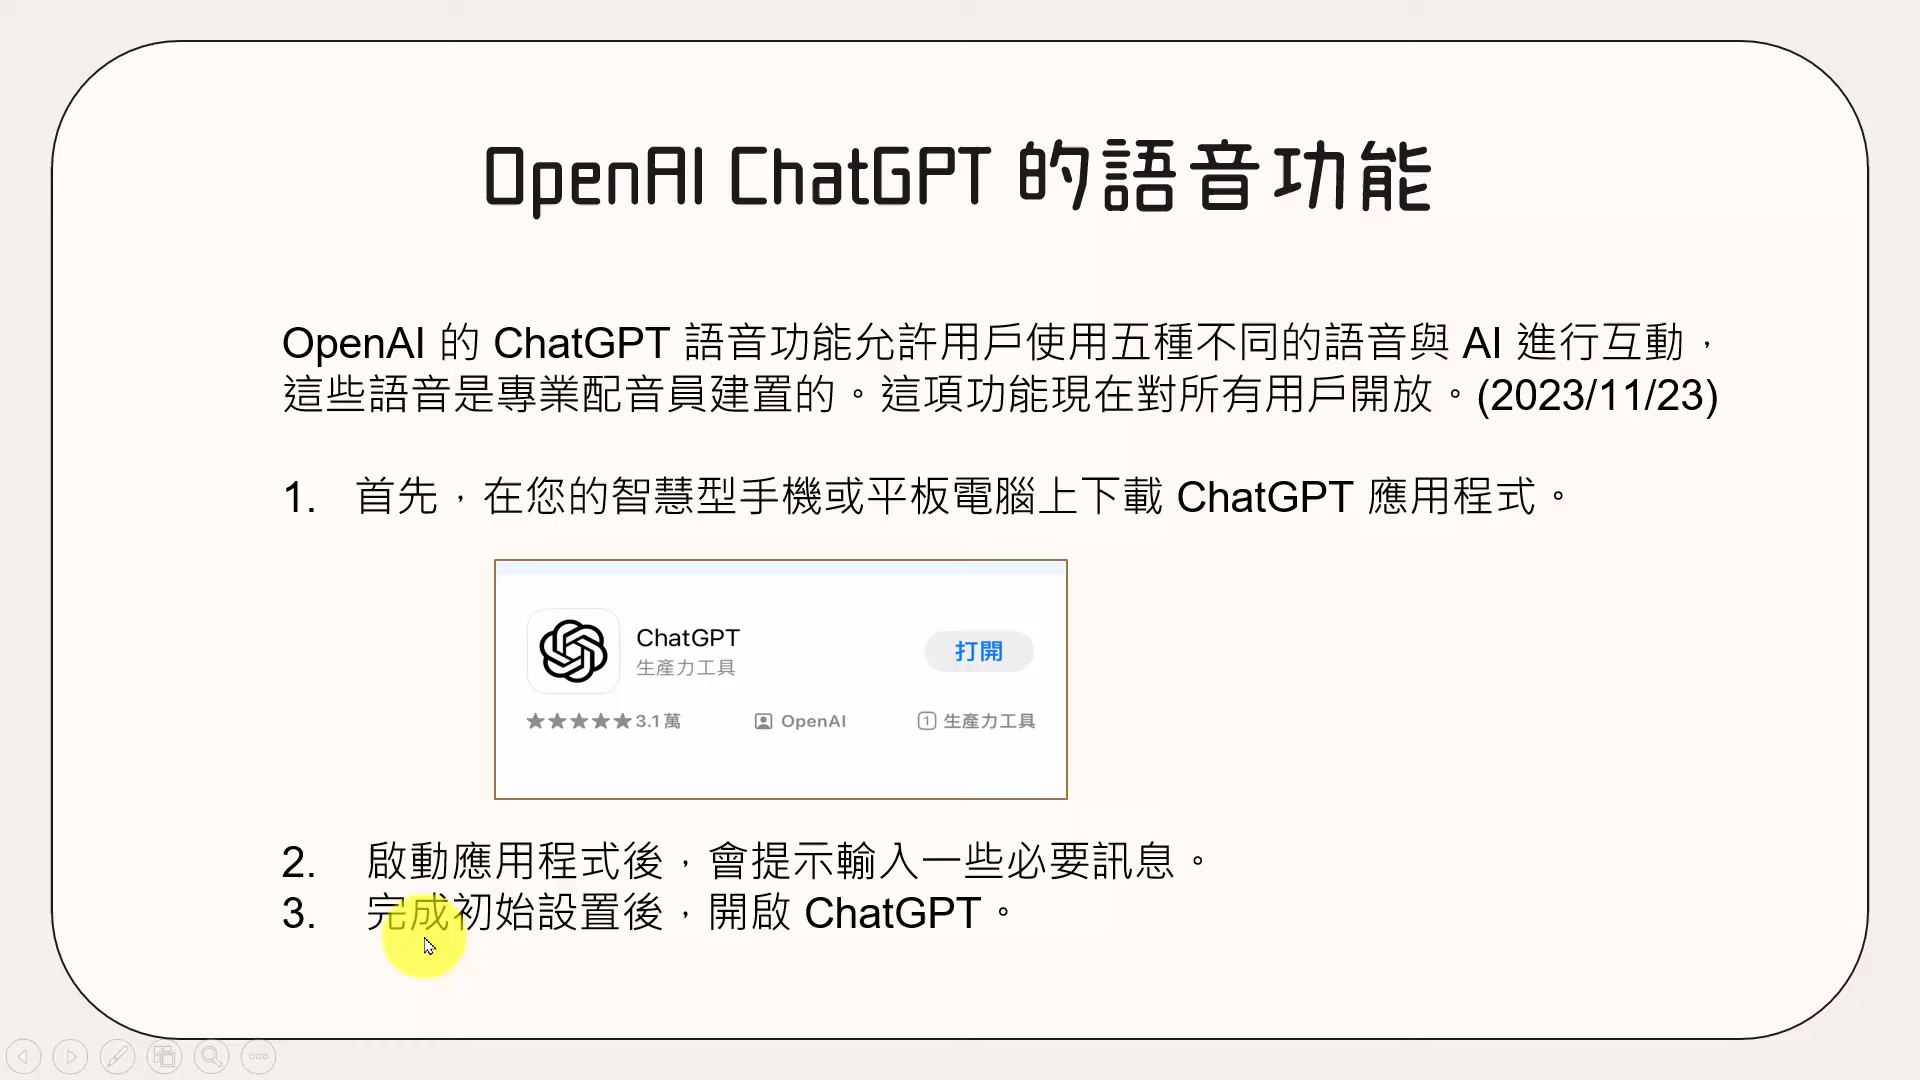 OpenAI ChatGPT 的語音功能
OpenAI 的 ChatGPT 語音功能允許用戶使用五種不同的語音與 AI 進行互動，
這些語音是專業配音員建置的。這項功能現在對所有用戶開放。(2023/11/23)
1. 首先，在您的智慧型手機或平板電腦上下載 ChatGPT 應用程式。
ChatGPT
生產力工具
打開
★★★★★ 3.1 萬
OpenAI
1 生產力工具
2. 啟動應用程式後，會提示輸入一些必要訊息。
3. 完成初始設置後，開啟 ChatGPT。